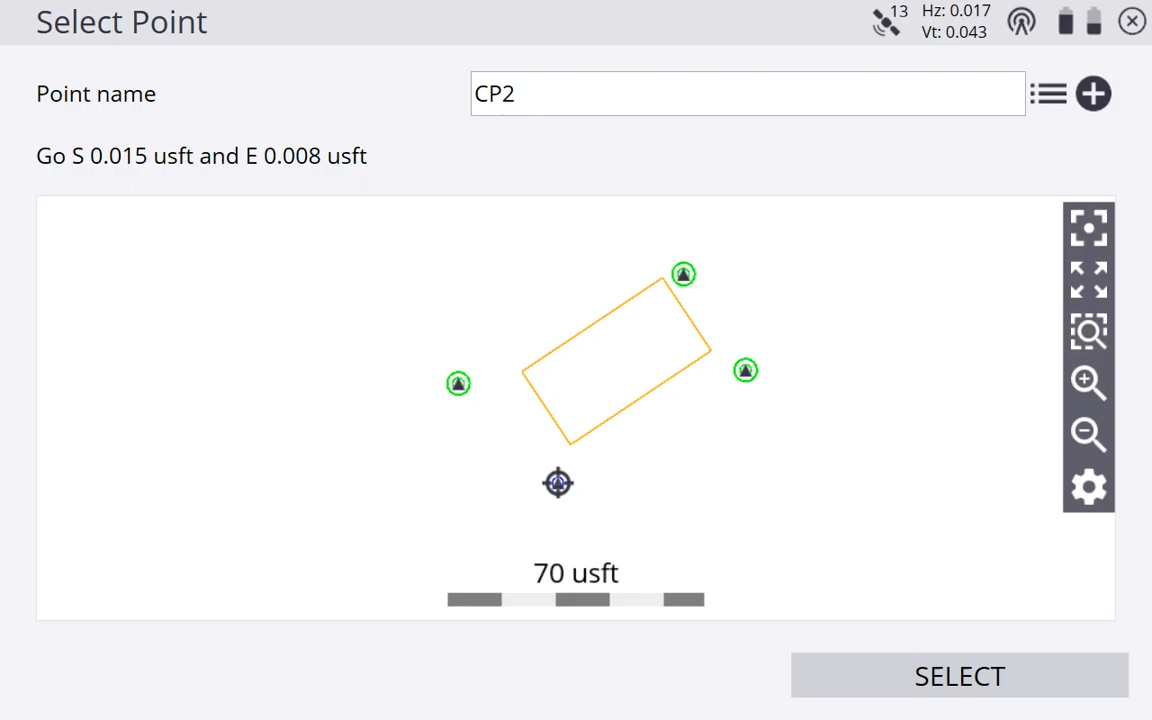 Select Point
13
Hz: 0.017
Vt: 0.043
Point name
CP2
Go S 0.015 usft and E 0.008 usft
70 usft
SELECT